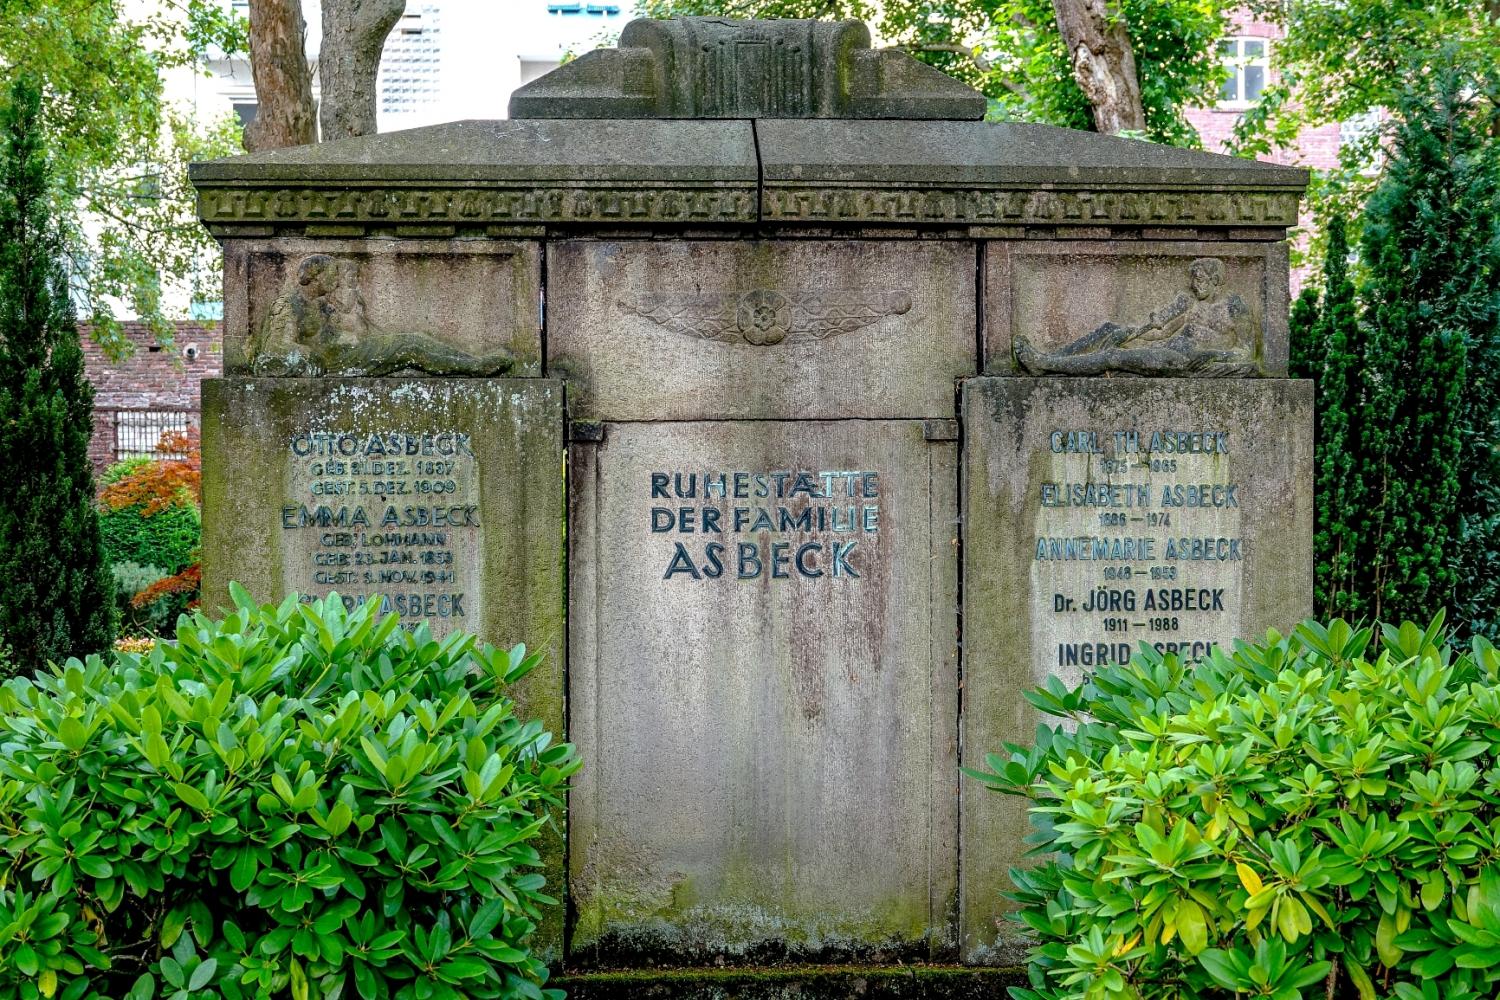 OTTO ASBECK
GEB. 21. DEZ. 1837
GEST. 5. DEZ. 1909
EMMA ASBECK
GEB. LOHMANN
GEB. 23. JAN. 1853
GEST. 3. NOV. 1941
ASBECK
RUHESTÆTTE
DER FAMILIE
ASBECK
CARL TH. ASBECK
1875 — 1965
ELISABETH ASBECK
1886 — 1974
ANNEMARIE ASBECK
ASBECK
Dr. JÖRG ASBECK
1911 — 1988
INGRID ASBECK